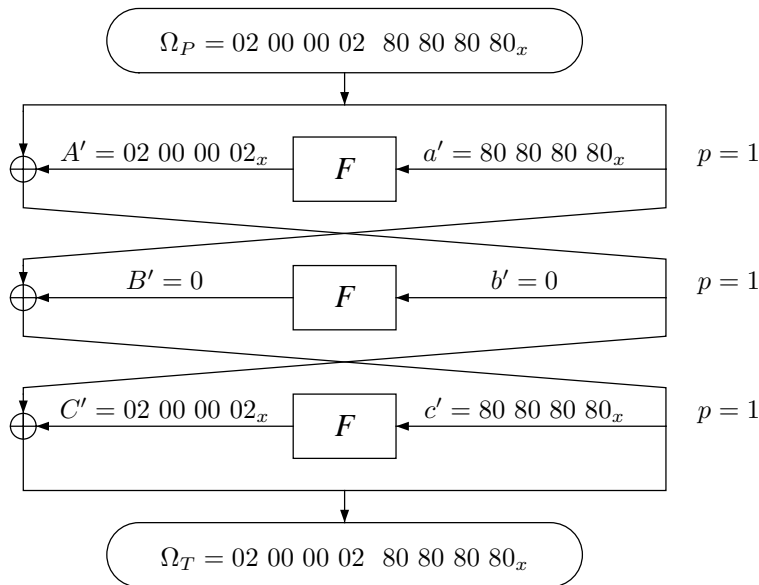 Ω_P = 02 00 00 02 80 80 80 80_x
A′ = 02 00 00 02_x F a′ = 80 80 80 80_x p = 1
B′ = 0 F b′ = 0 p = 1
C′ = 02 00 00 02_x F c′ = 80 80 80 80_x p = 1
Ω_T = 02 00 00 02 80 80 80 80_x